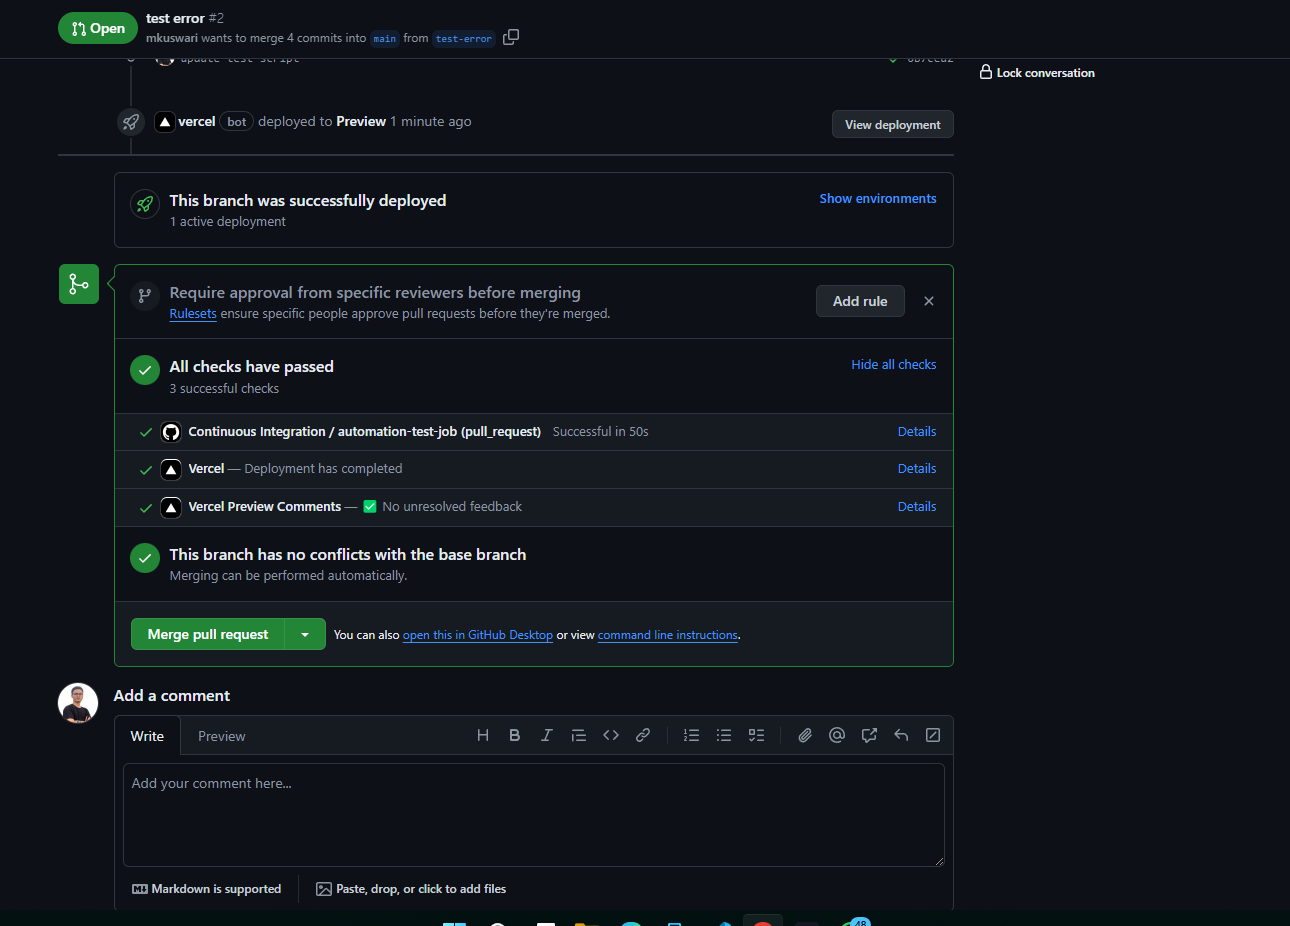 Open
test error #2
mkuswari wants to merge 4 commits into main from test-error
update test script
Lock conversation
vercel bot deployed to Preview 1 minute ago
View deployment
This branch was successfully deployed
Show environments
1 active deployment
Require approval from specific reviewers before merging
Rulesets ensure specific people approve pull requests before they're merged.
Add rule
All checks have passed
Hide all checks
3 successful checks
Continuous Integration / automation-test-job (pull_request) Successful in 50s
Details
Vercel — Deployment has completed
Details
Vercel Preview Comments — ✅ No unresolved feedback
Details
This branch has no conflicts with the base branch
Merging can be performed automatically.
Merge pull request
You can also open this in GitHub Desktop or view command line instructions.
Add a comment
Write
Preview
Add your comment here...
Markdown is supported
Paste, drop, or click to add files
48